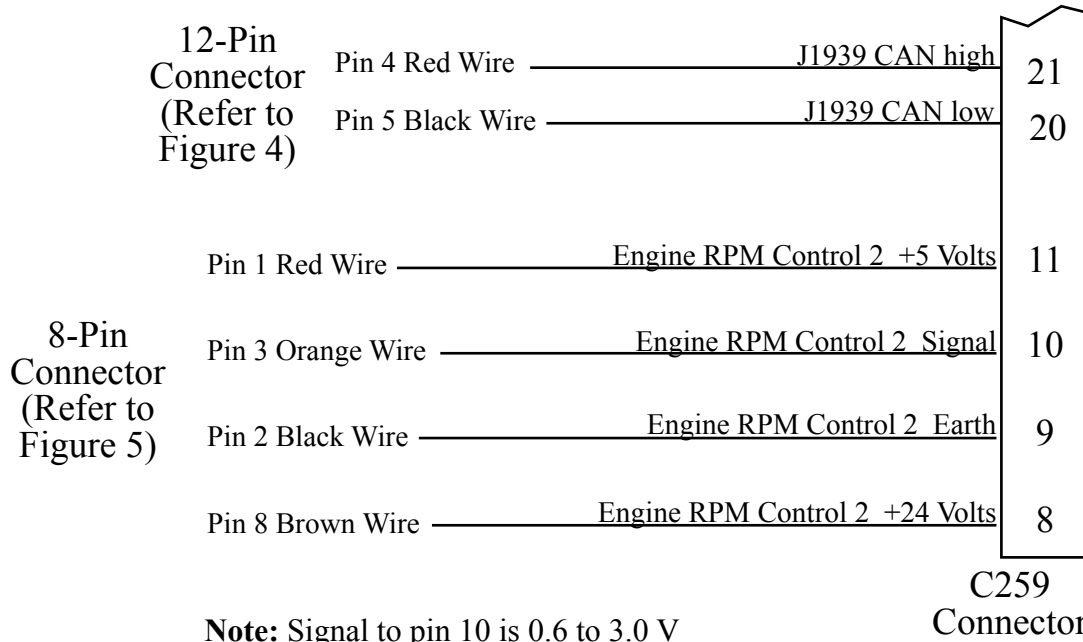 12-Pin
Connector
(Refer to
Figure 4)
Pin 4 Red Wire J1939 CAN high 21
Pin 5 Black Wire J1939 CAN low 20
8-Pin
Connector
(Refer to
Figure 5)
Pin 1 Red Wire Engine RPM Control 2 +5 Volts 11
Pin 3 Orange Wire Engine RPM Control 2 Signal 10
Pin 2 Black Wire Engine RPM Control 2 Earth 9
Pin 8 Brown Wire Engine RPM Control 2 +24 Volts 8
C259
Connector
Note: Signal to pin 10 is 0.6 to 3.0 V